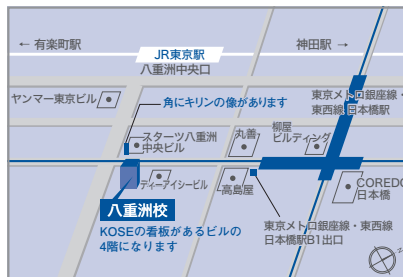 ← 有楽町駅
神田駅 →
JR東京駅
八重洲中央口
ヤンマー東京ビル
角にキリンの像があります
東京メトロ銀座線・
東西線 日本橋駅
スターツ八重洲
中央ビル
丸善
柳屋
ビルディング
ティーアイシービル
高島屋
COREDO
日本橋
八重洲校
KOSEの看板があるビルの
4階になります
東京メトロ銀座線・東西線
日本橋駅B1出口
N